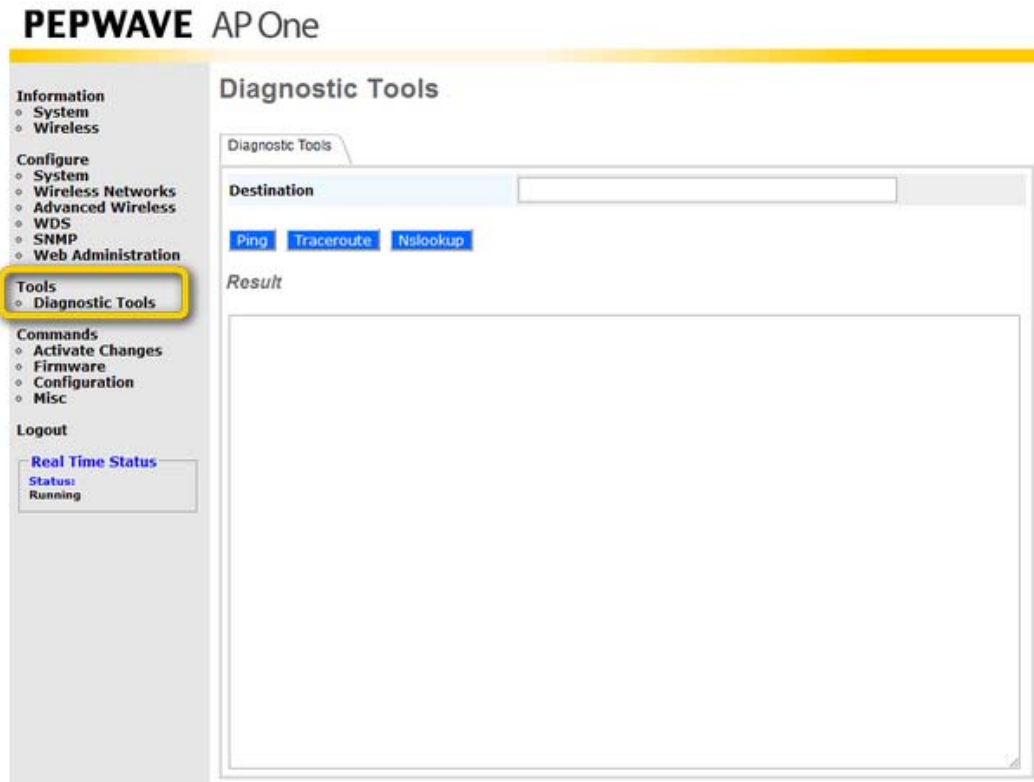 PEPWAVE AP One
Information
System
Wireless
Configure
System
Wireless Networks
Advanced Wireless
WDS
SNMP
Web Administration
Tools
Diagnostic Tools
Commands
Activate Changes
Firmware
Configuration
Misc
Logout
Real Time Status
Status:
Running
Diagnostic Tools
Diagnostic Tools
Destination
Ping Traceroute Nslookup
Result